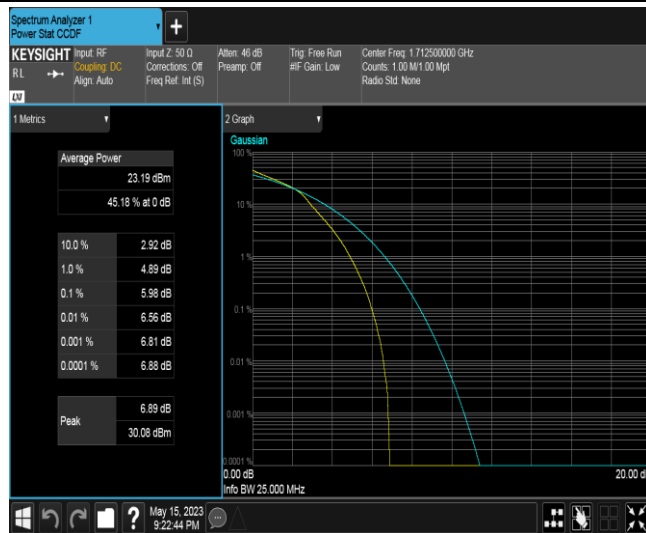 Spectrum Analyzer 1
Power Stat CCDF
+
KEYSIGHT
RL
Input: RF
Coupling: DC
Align: Auto
Input Z: 50 Ω
Corrections: Off
Freq Ref: Int (S)
Atten: 46 dB
Preamp: Off
Trig: Free Run
#IF Gain: Low
Center Freq: 1.712500000 GHz
Counts: 1.00 M/1.00 Mpt
Radio Std: None
1 Metrics
Average Power
23.19 dBm
45.18 % at 0 dB
10.0 % 2.92 dB
1.0 % 4.89 dB
0.1 % 5.98 dB
0.01 % 6.56 dB
0.001 % 6.81 dB
0.0001 % 6.88 dB
Peak
6.89 dB
30.08 dBm
2 Graph
Gaussian
100 %
10 %
1 %
0.1 %
0.01 %
0.001 %
0.0001 %
0.00 dB
20.00 d
Info BW 25.000 MHz
?
May 15, 2023
9:22:44 PM